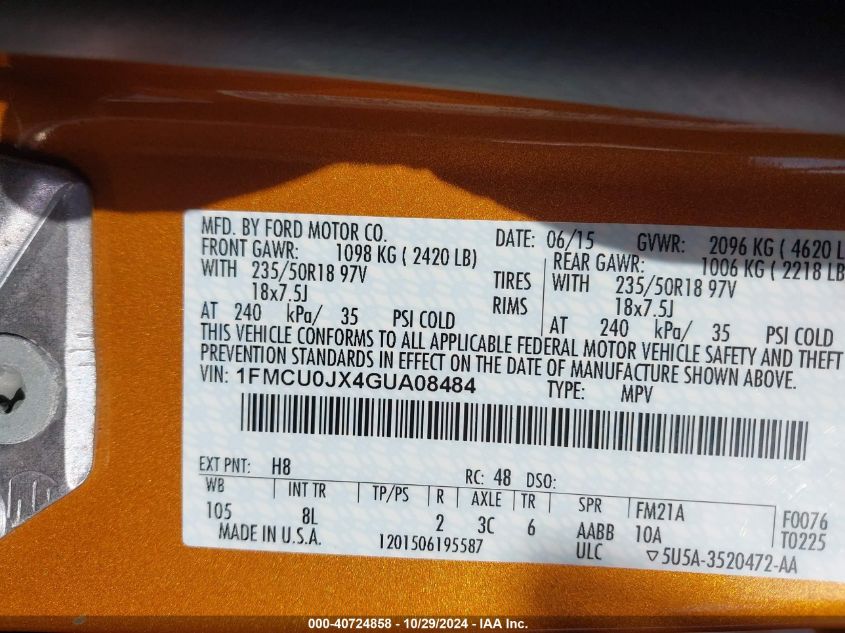 MFD. BY FORD MOTOR CO. DATE: 06/15 GVWR: 2096 KG ( 4620 L
FRONT GAWR: 1098 KG ( 2420 LB) REAR GAWR: 1006 KG ( 2218 LB
WITH 235/50R18 97V TIRES WITH 235/50R18 97V
18x7.5J RIMS 18x7.5J
AT 240 kPa/ 35 PSI COLD AT 240 kPa/ 35 PSI COLD
THIS VEHICLE CONFORMS TO ALL APPLICABLE FEDERAL MOTOR VEHICLE SAFETY AND THEFT
PREVENTION STANDARDS IN EFFECT ON THE DATE OF MANUFACTURE SHOWN ABOVE.
VIN: 1FMCU0JX4GUA08484 TYPE: MPV
EXT PNT: H8 RC: 48 DSO:
WB INT TR TP/PS R AXLE TR SPR FM21A F0076
105 8L 2 3C 6 AABB 10A T0225
MADE IN U.S.A. 1201506195587 ULC ▽5U5A-3520472-AA
000-40724858 - 10/29/2024 - IAA Inc.